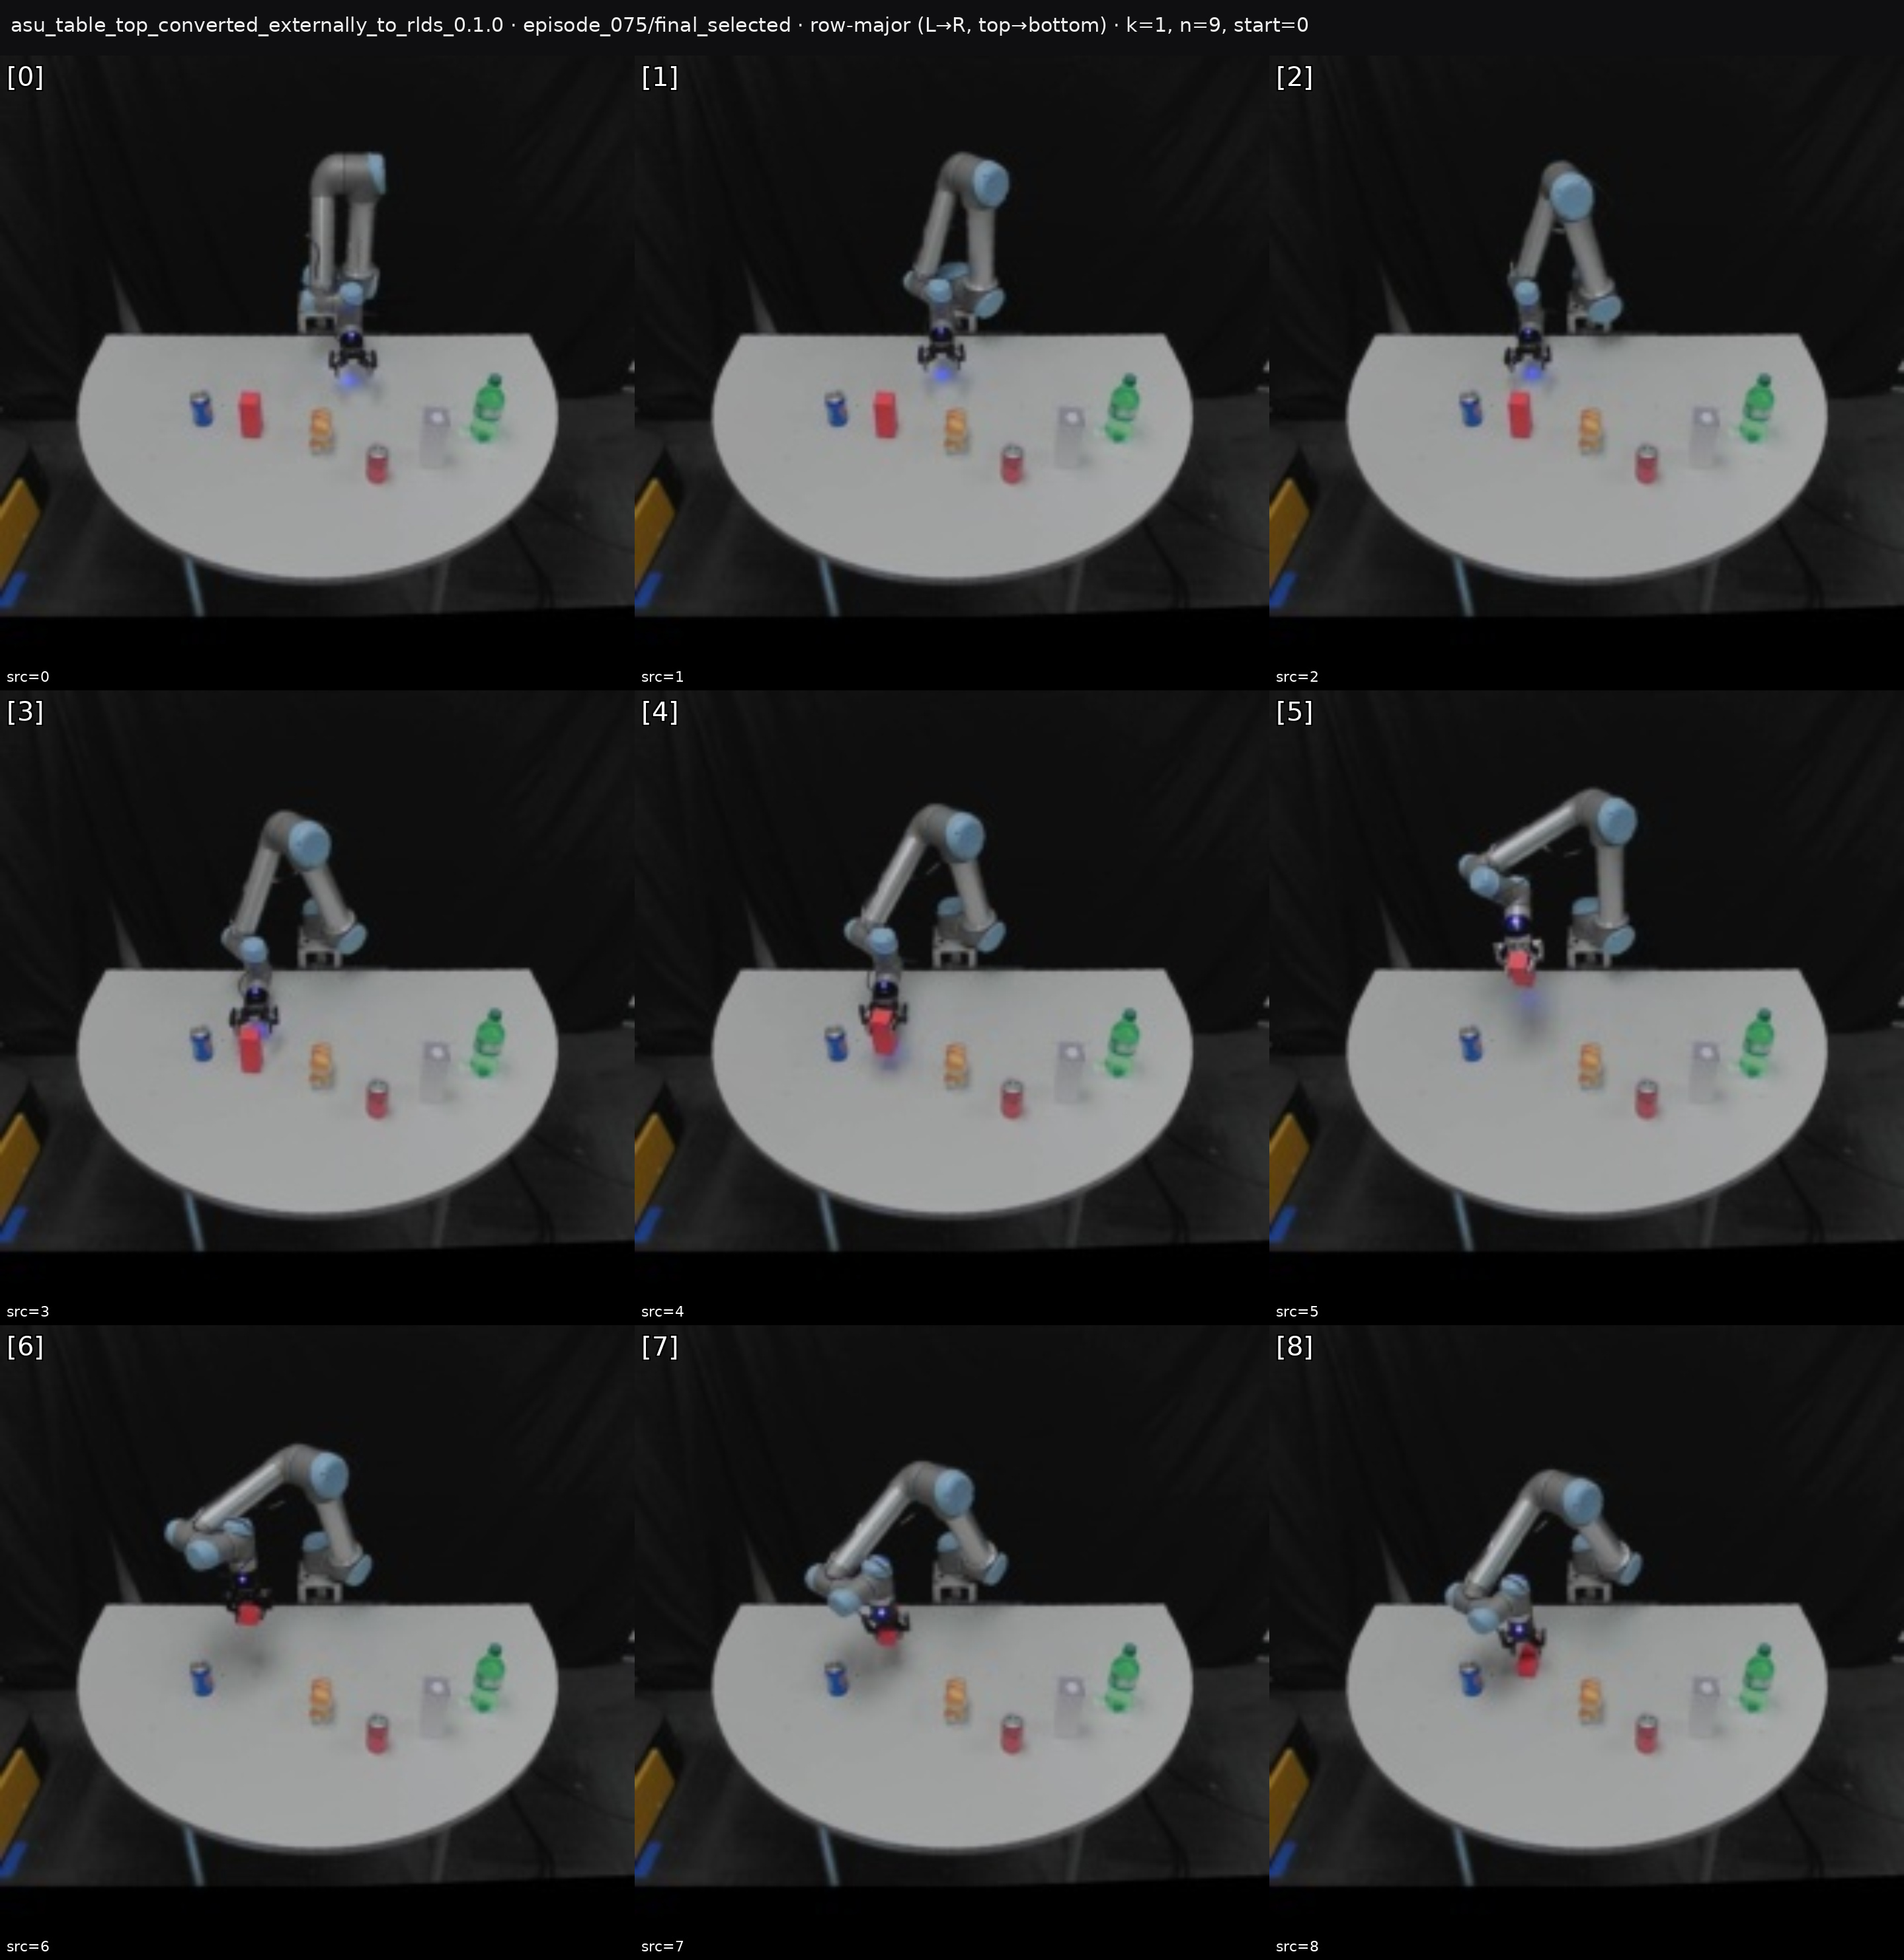 asu_table_top_converted_externally_to_rlds_0.1.0 · episode_075/final_selected · row-major (L→R, top→bottom) · k=1, n=9, start=0
[0]
[1]
[2]
src=0
src=1
src=2
[3]
[4]
[5]
src=3
src=4
src=5
[6]
[7]
[8]
src=6
src=7
src=8